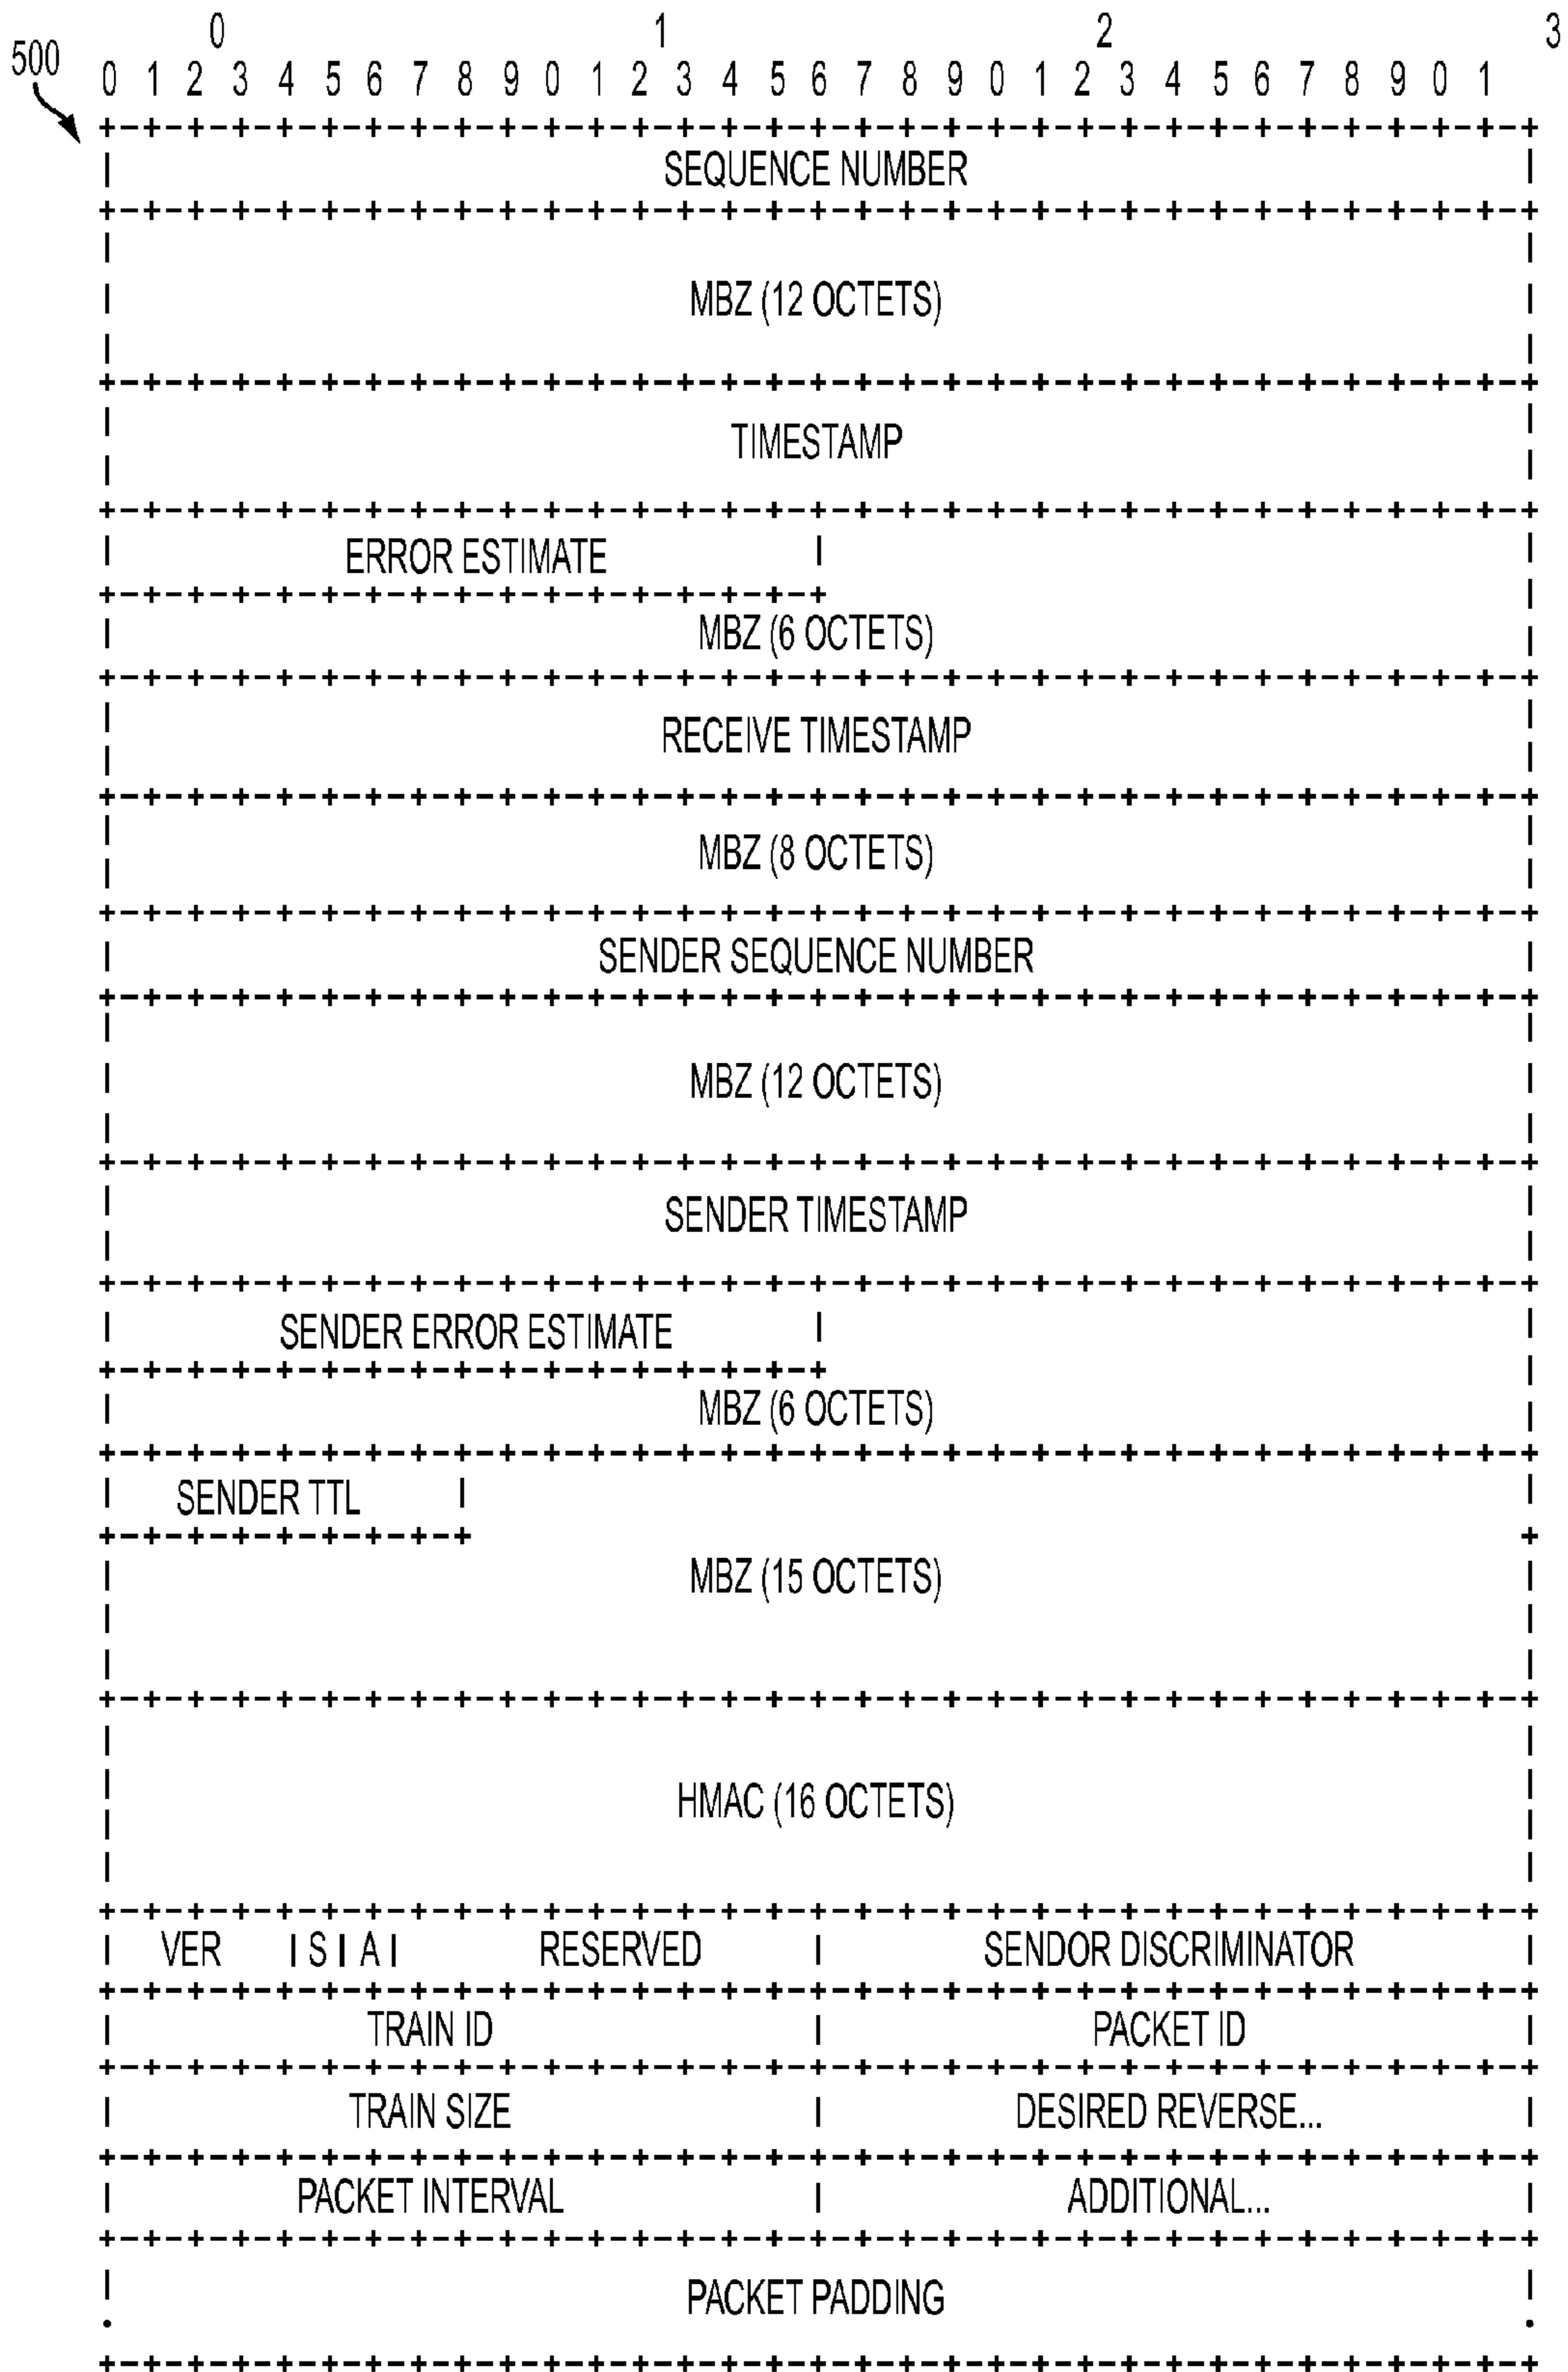 0 1 2 3
500
0 1 2 3 4 5 6 7 8 9 0 1 2 3 4 5 6 7 8 9 0 1 2 3 4 5 6 7 8 9 0 1
SEQUENCE NUMBER
MBZ (12 OCTETS)
TIMESTAMP
ERROR ESTIMATE
MBZ (6 OCTETS)
RECEIVE TIMESTAMP
MBZ (8 OCTETS)
SENDER SEQUENCE NUMBER
MBZ (12 OCTETS)
SENDER TIMESTAMP
SENDER ERROR ESTIMATE
MBZ (6 OCTETS)
SENDER TTL
MBZ (15 OCTETS)
HMAC (16 OCTETS)
VER | S | A | RESERVED | SENDOR DISCRIMINATOR
TRAIN ID | PACKET ID
TRAIN SIZE | DESIRED REVERSE...
PACKET INTERVAL | ADDITIONAL...
PACKET PADDING